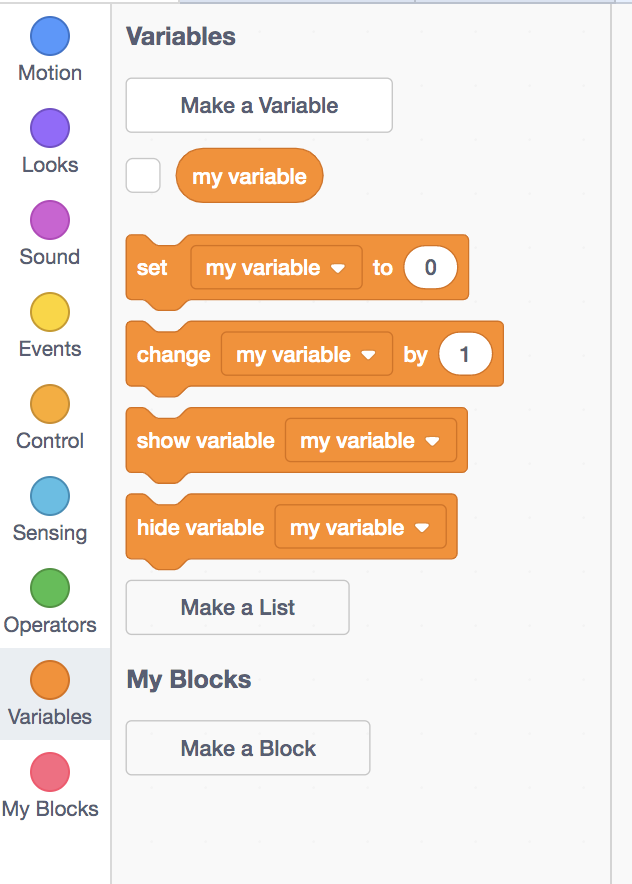 Motion
Looks
Sound
Events
Control
Sensing
Operators
Variables
My Blocks
Variables
Make a Variable
my variable
set my variable to 0
change my variable by 1
show variable my variable
hide variable my variable
Make a List
My Blocks
Make a Block